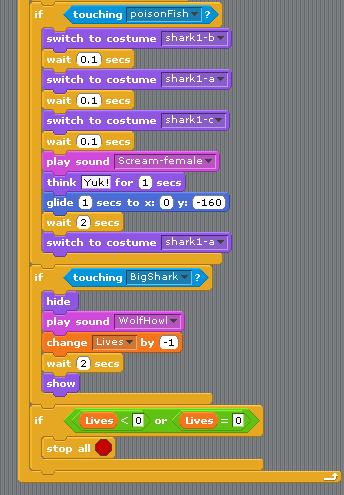 if touching poisonFish ?
switch to costume shark1-b
wait 0.1 secs
switch to costume shark1-a
wait 0.1 secs
switch to costume shark1-c
wait 0.1 secs
play sound Scream-female
think Yuk! for 1 secs
glide 1 secs to x: 0 y: -160
wait 2 secs
switch to costume shark1-a
if touching BigShark ?
hide
play sound WolfHowl
change Lives by -1
wait 2 secs
show
if Lives < 0 or Lives = 0
stop all